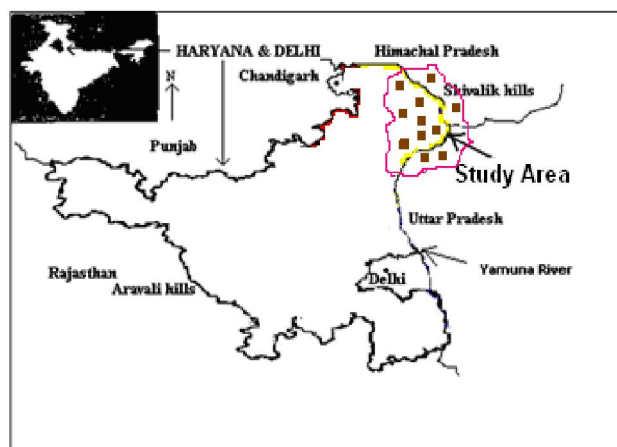 HARYANA & DELHI
Himachal Pradesh
Chandigarh
N
Shivalik hills
Punjab
Study Area
Uttar Pradesh
Yamuna River
Rajasthan
Delhi
Aravali hills